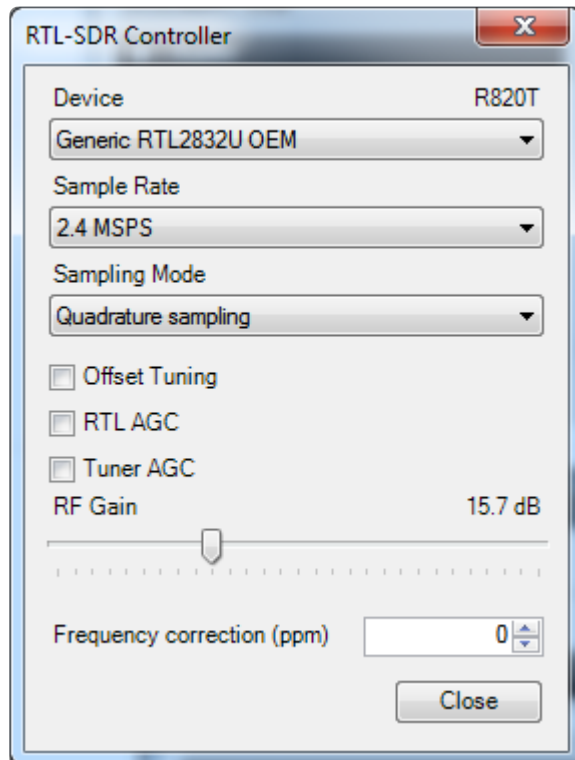 RTL-SDR Controller
Device R820T
Generic RTL2832U OEM
Sample Rate
2.4 MSPS
Sampling Mode
Quadrature sampling
Offset Tuning
RTL AGC
Tuner AGC
RF Gain 15.7 dB
Frequency correction (ppm) 0
Close